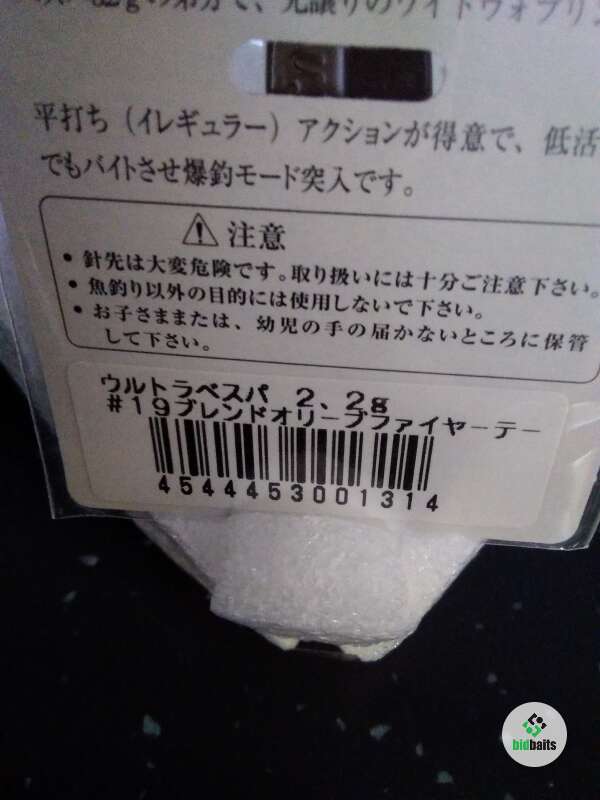 平打ち（イレギュラー）アクションが得意で、低活
でもバイトさせ爆釣モード突入です。
注意
• 針先は大変危険です。取り扱いには十分ご注意下さい。
• 魚釣り以外の目的には使用しないで下さい。
• お子さままたは、幼児の手の届かないところに保管
して下さい。
ウルトラベスパ 2、2g
#19ブレンドオリーブファイヤーテー
4544453001314
bidbaits